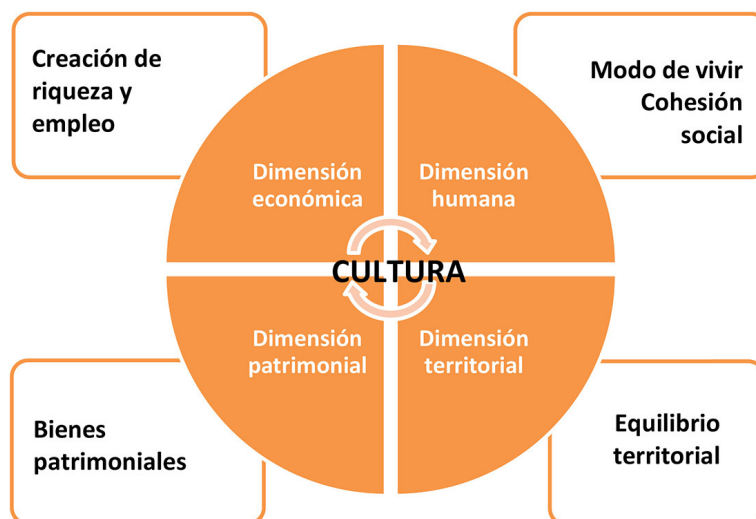 Creación de
riqueza y
empleo
Modo de vivir
Cohesión
social
Dimensión
económica
Dimensión
humana
CULTURA
Dimensión
patrimonial
Dimensión
territorial
Bienes
patrimoniales
Equilibrio
territorial